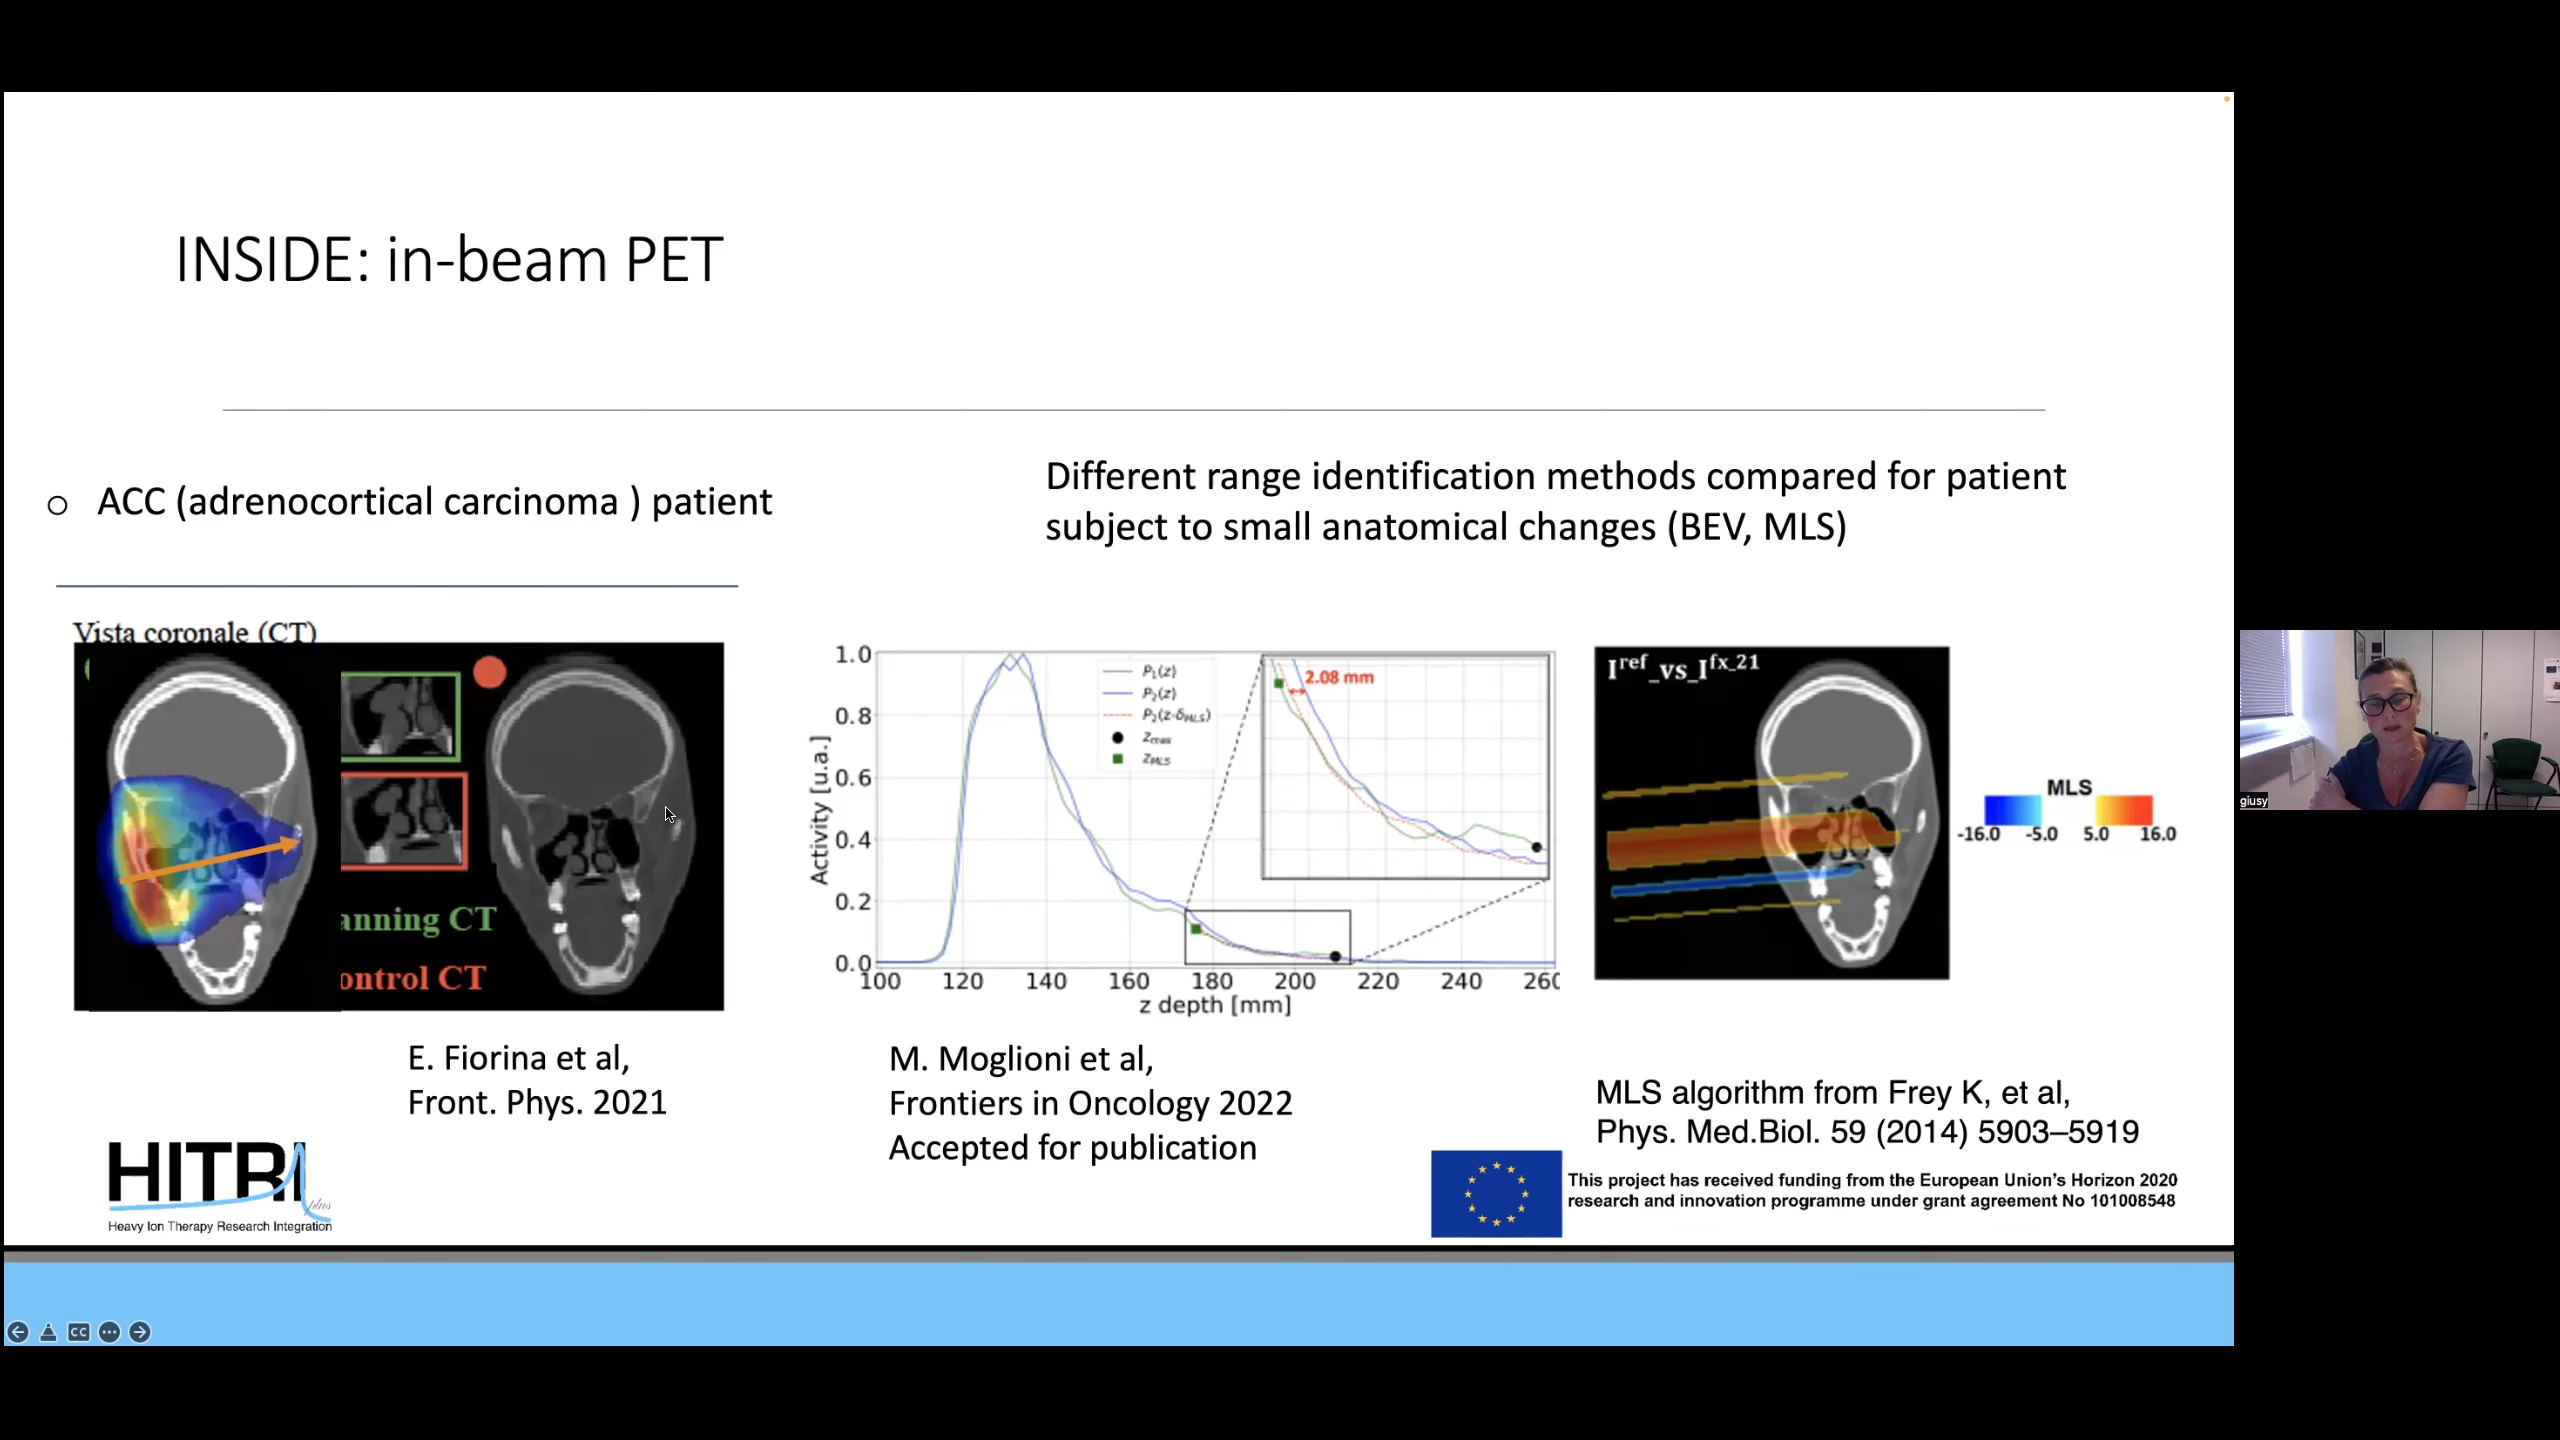 INSIDE: in-beam PET
o ACC (adrenocortical carcinoma ) patient
Different range identification methods compared for patient
subject to small anatomical changes (BEV, MLS)
Vista coronale (CT)
anning CT
ontrol CT
1.0
0.8
0.6
0.4
0.2
0.0
Activity [u.a.]
100 120 140 160 180 200 220 240 260
z depth [mm]
P1(z)
P2(z)
P2(z-δMLS)
zmax
zMLS
2.08 mm
Iref_vs_Ifx_21
MLS
-16.0 -5.0 5.0 16.0
E. Fiorina et al,
Front. Phys. 2021
M. Moglioni et al,
Frontiers in Oncology 2022
Accepted for publication
MLS algorithm from Frey K, et al,
Phys. Med.Biol. 59 (2014) 5903–5919
HITRI
plus
Heavy Ion Therapy Research Integration
This project has received funding from the European Union's Horizon 2020
research and innovation programme under grant agreement No 101008548
CC
giusy